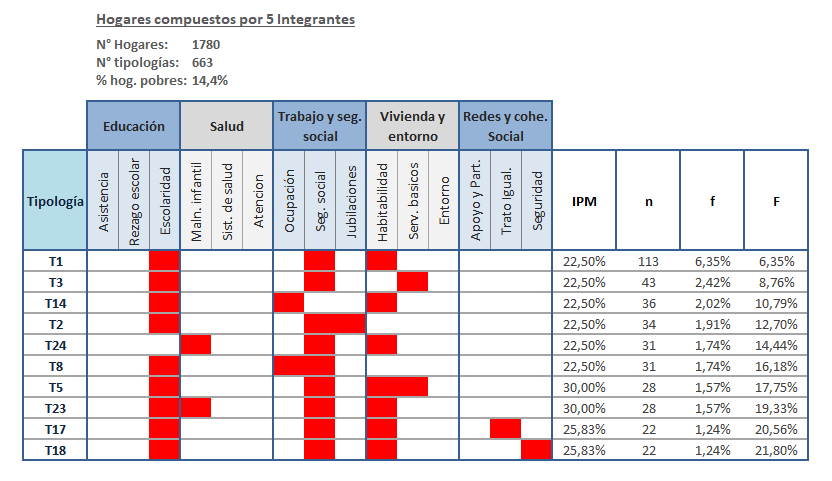 Hogares compuestos por 5 Integrantes
N° Hogares: 1780
N° tipologías: 663
% hog. pobres: 14,4%
Educación Salud Trabajo y seg. social Vivienda y entorno Redes y cohe. Social
Tipología Asistencia Rezago escolar Escolaridad Maln. infantil Sist. de salud Atencion Ocupación Seg. social Jubilaciones Habitabilidad Serv. basicos Entorno Apoyo y Part. Trato Igual. Seguridad IPM n f F
T1 22,50% 113 6,35% 6,35%
T3 22,50% 43 2,42% 8,76%
T14 22,50% 36 2,02% 10,79%
T2 22,50% 34 1,91% 12,70%
T24 22,50% 31 1,74% 14,44%
T8 22,50% 31 1,74% 16,18%
T5 30,00% 28 1,57% 17,75%
T23 30,00% 28 1,57% 19,33%
T17 25,83% 22 1,24% 20,56%
T18 25,83% 22 1,24% 21,80%